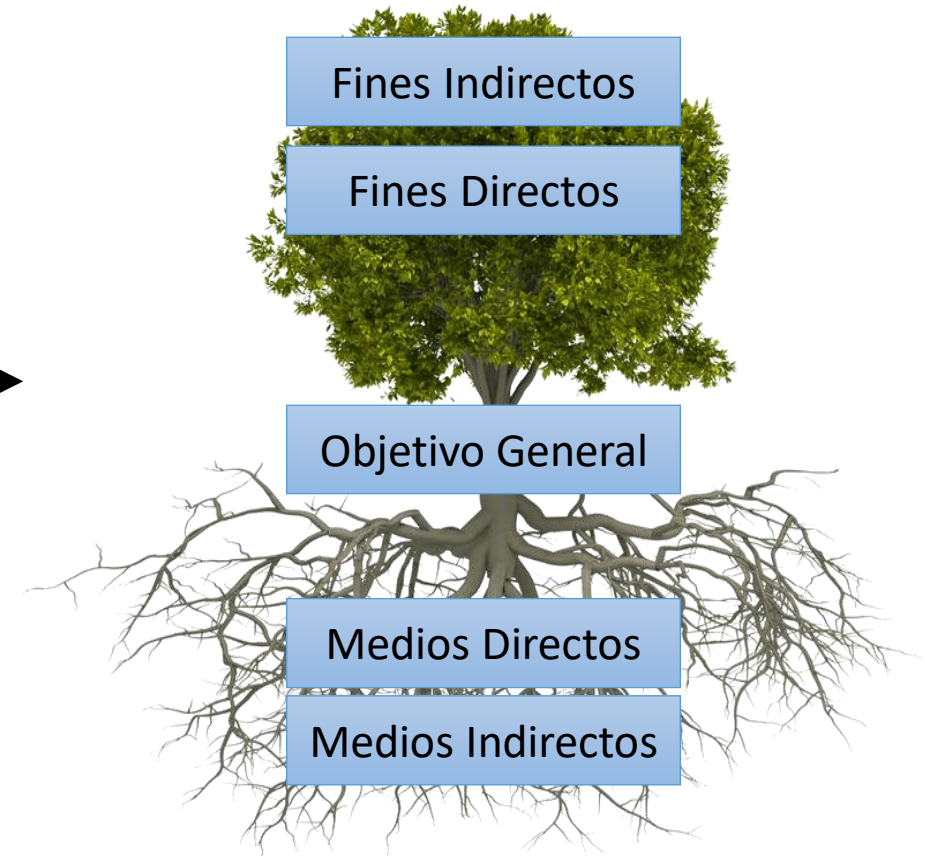 Fines Indirectos
Fines Directos
Objetivo General
Medios Directos
Medios Indirectos